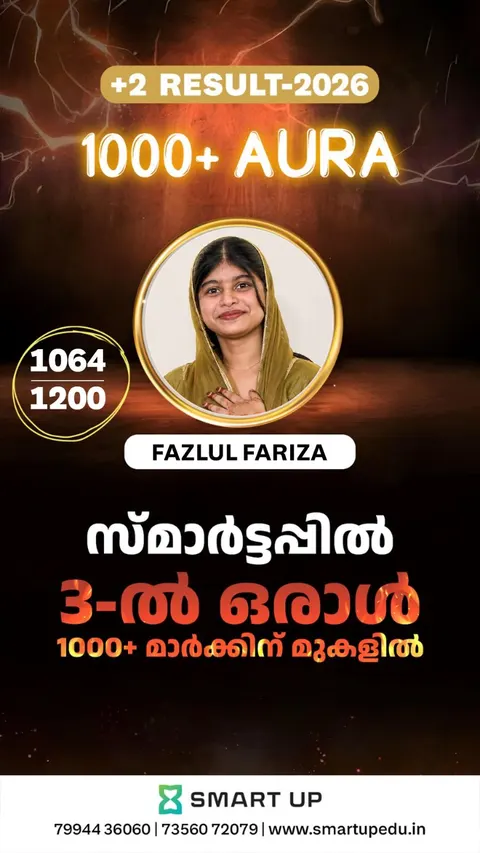 +2 RESULT-2026
1000+ AURA
1064
1200
FAZLUL FARIZA
സ്മാർട്ടപ്പിൽ
3-ൽ ഒരാൾ
1000+ മാർക്കിന് മുകളിൽ
SMART UP
79944 36060 | 73560 72079 | www.smartupedu.in